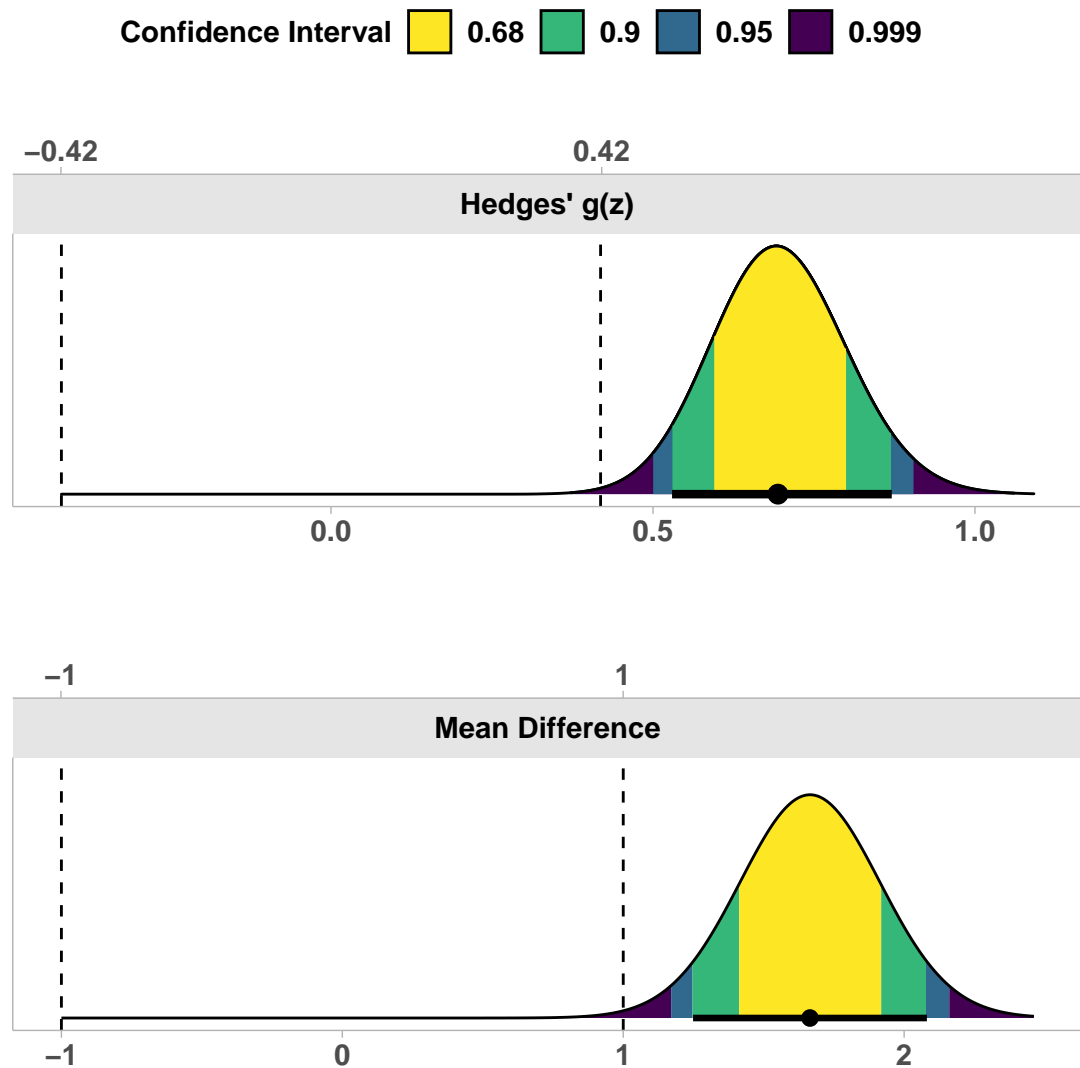 Confidence Interval 0.68 0.9 0.95 0.999
−0.42 0.42
Hedges' g(z)
0.0 0.5 1.0
−1 1
Mean Difference
−1 0 1 2